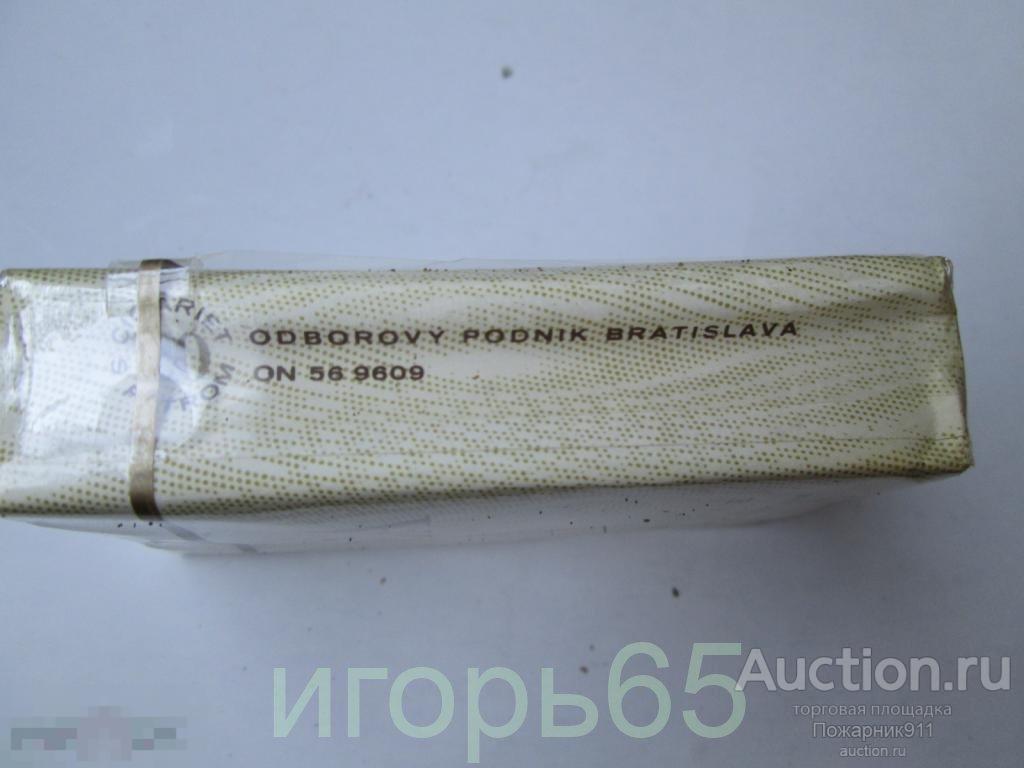 ODBOROVÝ PODNIK BRATISLAVA
ON 56 9609
игорь65
Auction.ru
торговая площадка
Пожарник911
auction.ru